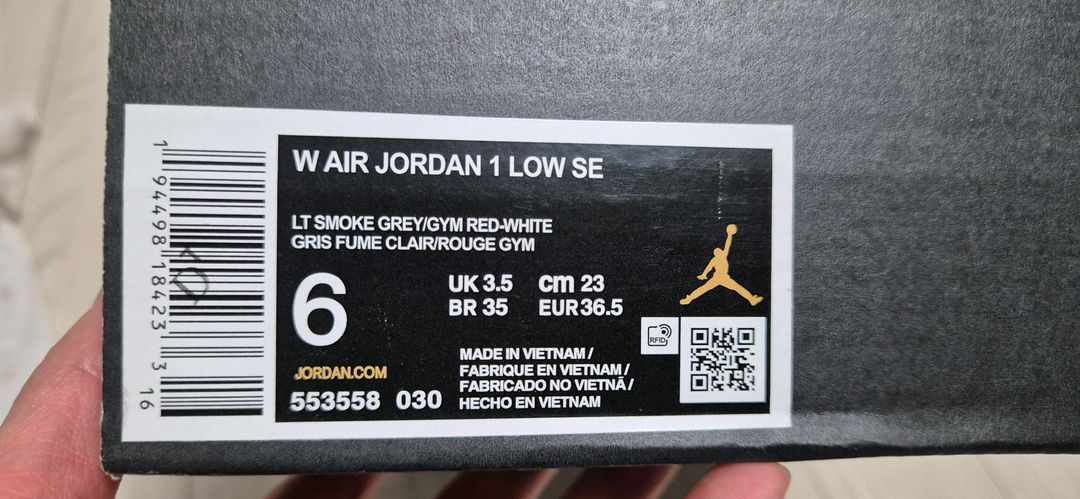 W AIR JORDAN 1 LOW SE
LT SMOKE GREY/GYM RED-WHITE
GRIS FUME CLAIR/ROUGE GYM
6
UK 3.5 cm 23
BR 35 EUR 36.5
RFID
JORDAN.COM
553558 030
MADE IN VIETNAM /
FABRIQUE EN VIETNAM /
FABRICADO NO VIETNÃ /
HECHO EN VIETNAM
1 94498 18423 3
16